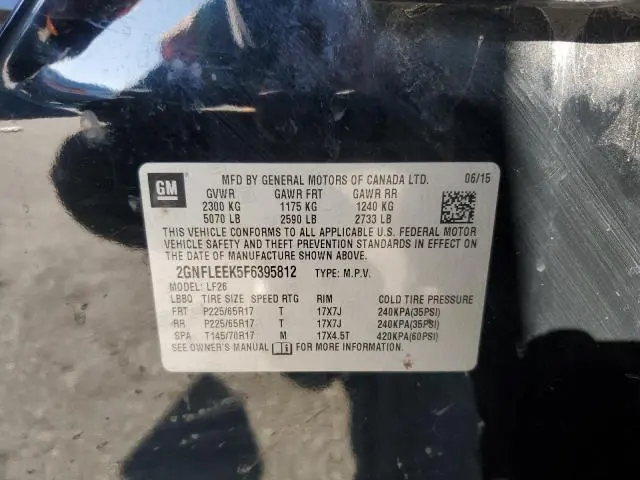 GM
MFD BY GENERAL MOTORS OF CANADA LTD. 06/15
GVWR GAWR FRT GAWR RR
2300 KG 1175 KG 1240 KG
5070 LB 2590 LB 2733 LB
THIS VEHICLE CONFORMS TO ALL APPLICABLE U.S. FEDERAL MOTOR
VEHICLE SAFETY AND THEFT PREVENTION STANDARDS IN EFFECT ON
THE DATE OF MANUFACTURE SHOWN ABOVE.
2GNFLEEK5F6395812 TYPE: M.P.V.
MODEL: LF26
LBBQ TIRE SIZE SPEED RTG RIM COLD TIRE PRESSURE
FRT P225/65R17 T 17X7J 240KPA(35PSI)
RR P225/65R17 T 17X7J 240KPA(35PSI)
SPA T145/70R17 M 17X4.5T 420KPA(60PSI)
SEE OWNER'S MANUAL FOR MORE INFORMATION.